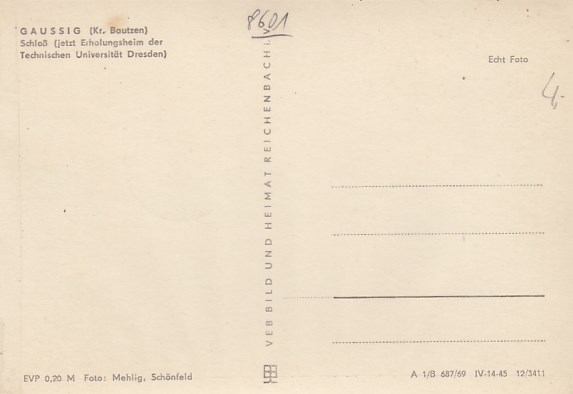 GAUSSIG (Kr. Bautzen)
Schloß (jetzt Erholungsheim der
Technischen Universität Dresden)
8601
Echt Foto
4,-
VEB BILD UND HEIMAT REICHENBACH I. V.
EVP 0,20 M Foto: Mehlig, Schönfeld
A 1/B 687/69 IV-14-45 12/3411